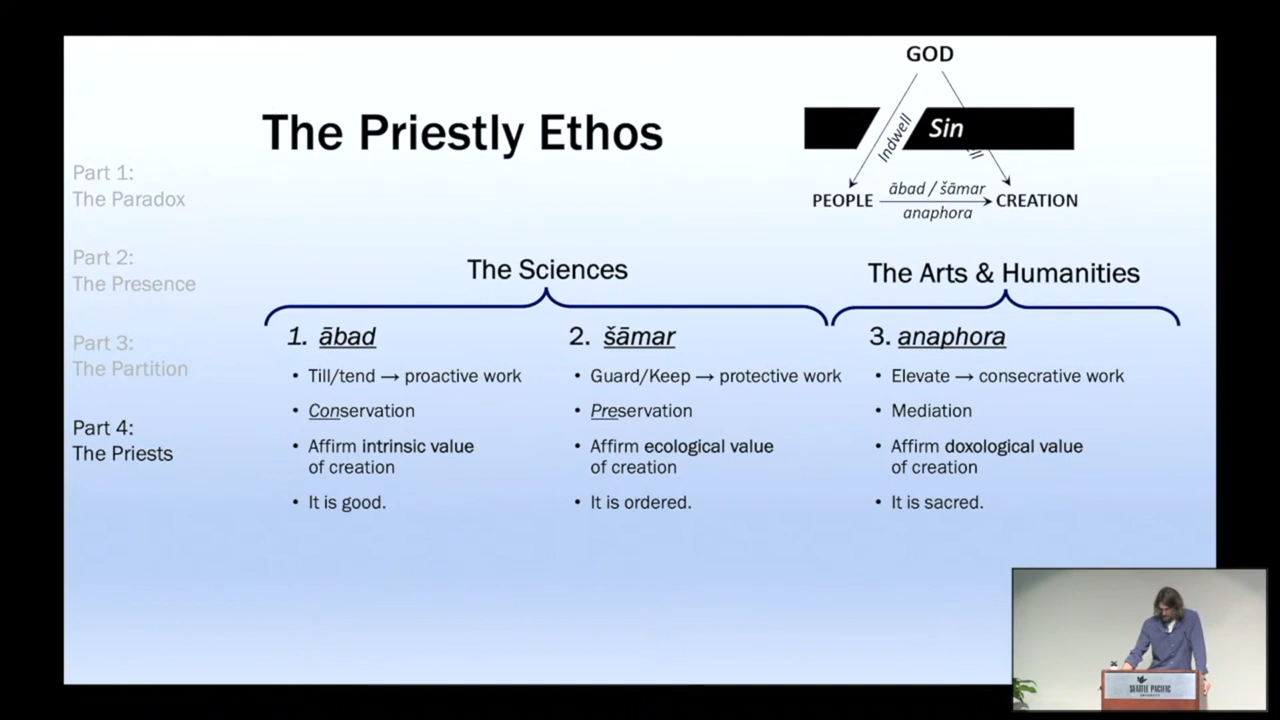 GOD
The Priestly Ethos
Sin
Indwell
ell
Part 1:
The Paradox
ābad / šāmar
PEOPLE
CREATION
anaphora
Part 2:
The Presence
The Sciences
The Arts & Humanities
Part 3:
The Partition
1. ābad
• Till/tend → proactive work
• Conservation
• Affirm intrinsic value
of creation
• It is good.
2. šāmar
• Guard/Keep → protective work
• Preservation
• Affirm ecological value
of creation
• It is ordered.
3. anaphora
• Elevate → consecrative work
• Mediation
• Affirm doxological value
of creation
• It is sacred.
Part 4:
The Priests
SEATTLE PACIFIC
UNIVERSITY